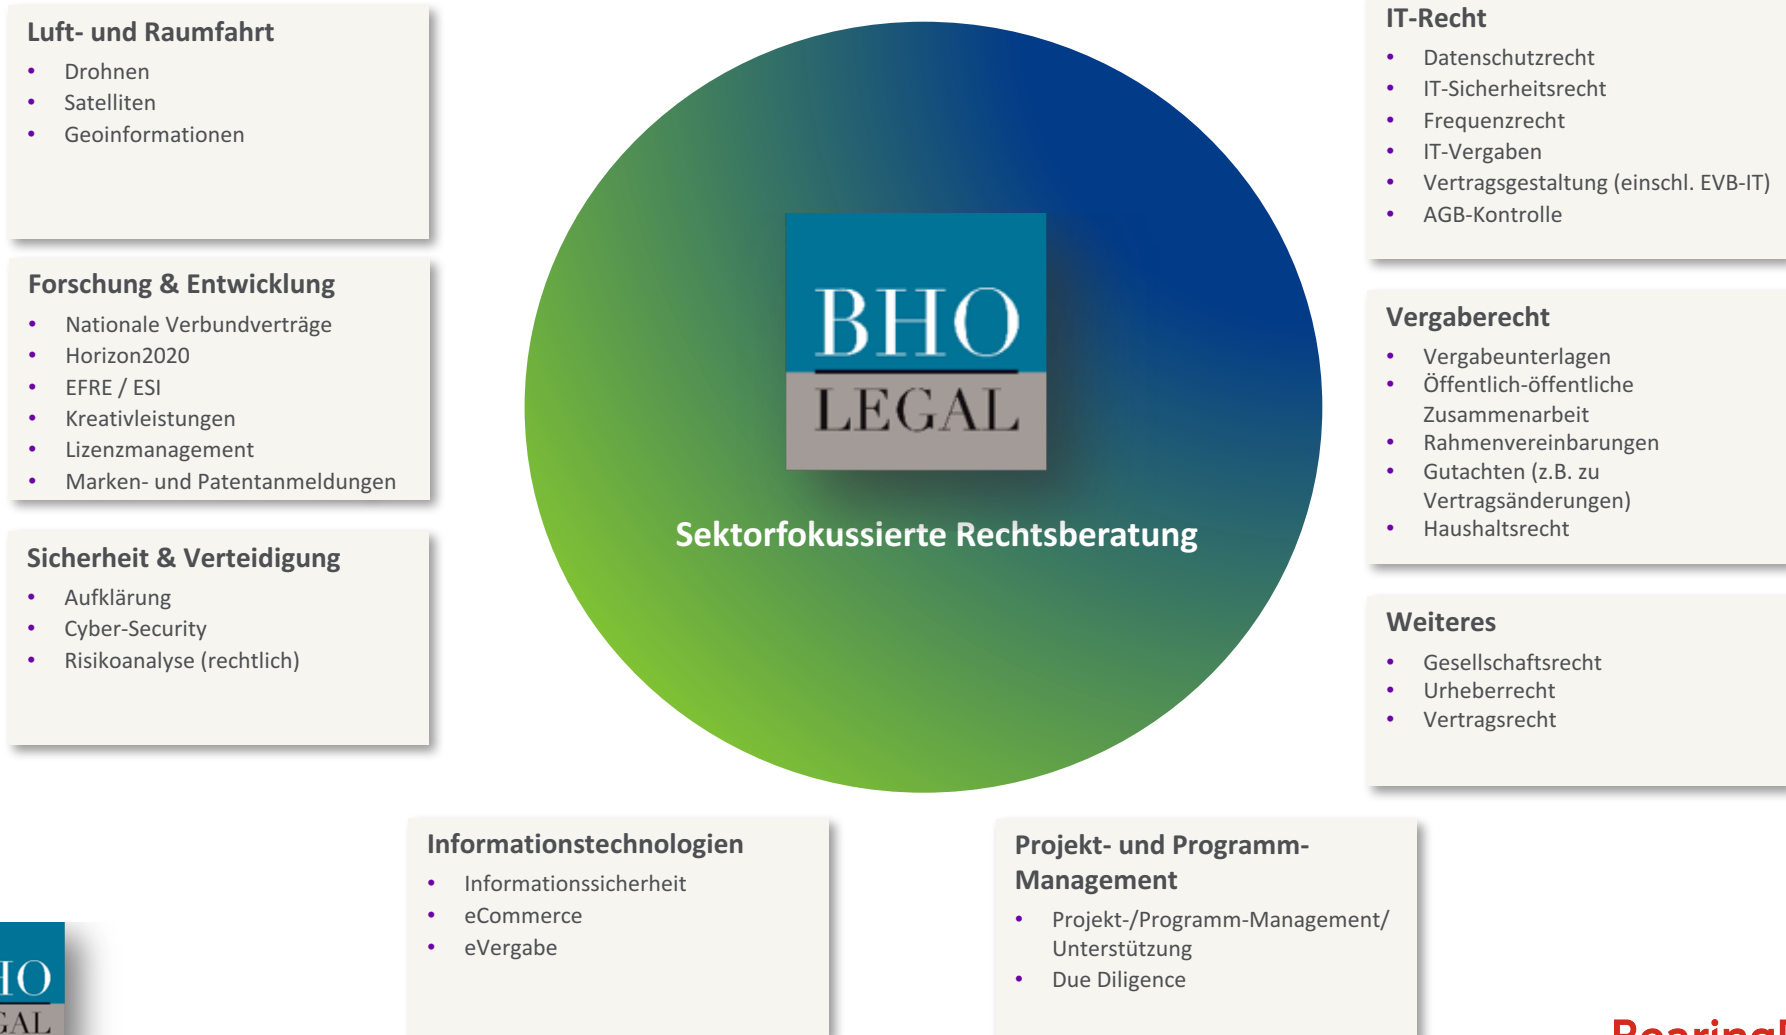 Luft- und Raumfahrt
• Drohnen
• Satelliten
• Geoinformationen
Forschung & Entwicklung
• Nationale Verbundverträge
• Horizon2020
• EFRE / ESI
• Kreativleistungen
• Lizenzmanagement
• Marken- und Patentanmeldungen
Sicherheit & Verteidigung
• Aufklärung
• Cyber-Security
• Risikoanalyse (rechtlich)
BHO
LEGAL
Sektorfokussierte Rechtsberatung
IT-Recht
• Datenschutzrecht
• IT-Sicherheitsrecht
• Frequenzrecht
• IT-Vergaben
• Vertragsgestaltung (einschl. EVB-IT)
• AGB-Kontrolle
Vergaberecht
• Vergabeunterlagen
• Öffentlich-öffentliche
Zusammenarbeit
• Rahmenvereinbarungen
• Gutachten (z.B. zu
Vertragsänderungen)
• Haushaltsrecht
Weiteres
• Gesellschaftsrecht
• Urheberrecht
• Vertragsrecht
Informationstechnologien
• Informationssicherheit
• eCommerce
• eVergabe
Projekt- und Programm-
Management
• Projekt-/Programm-Management/
Unterstützung
• Due Diligence